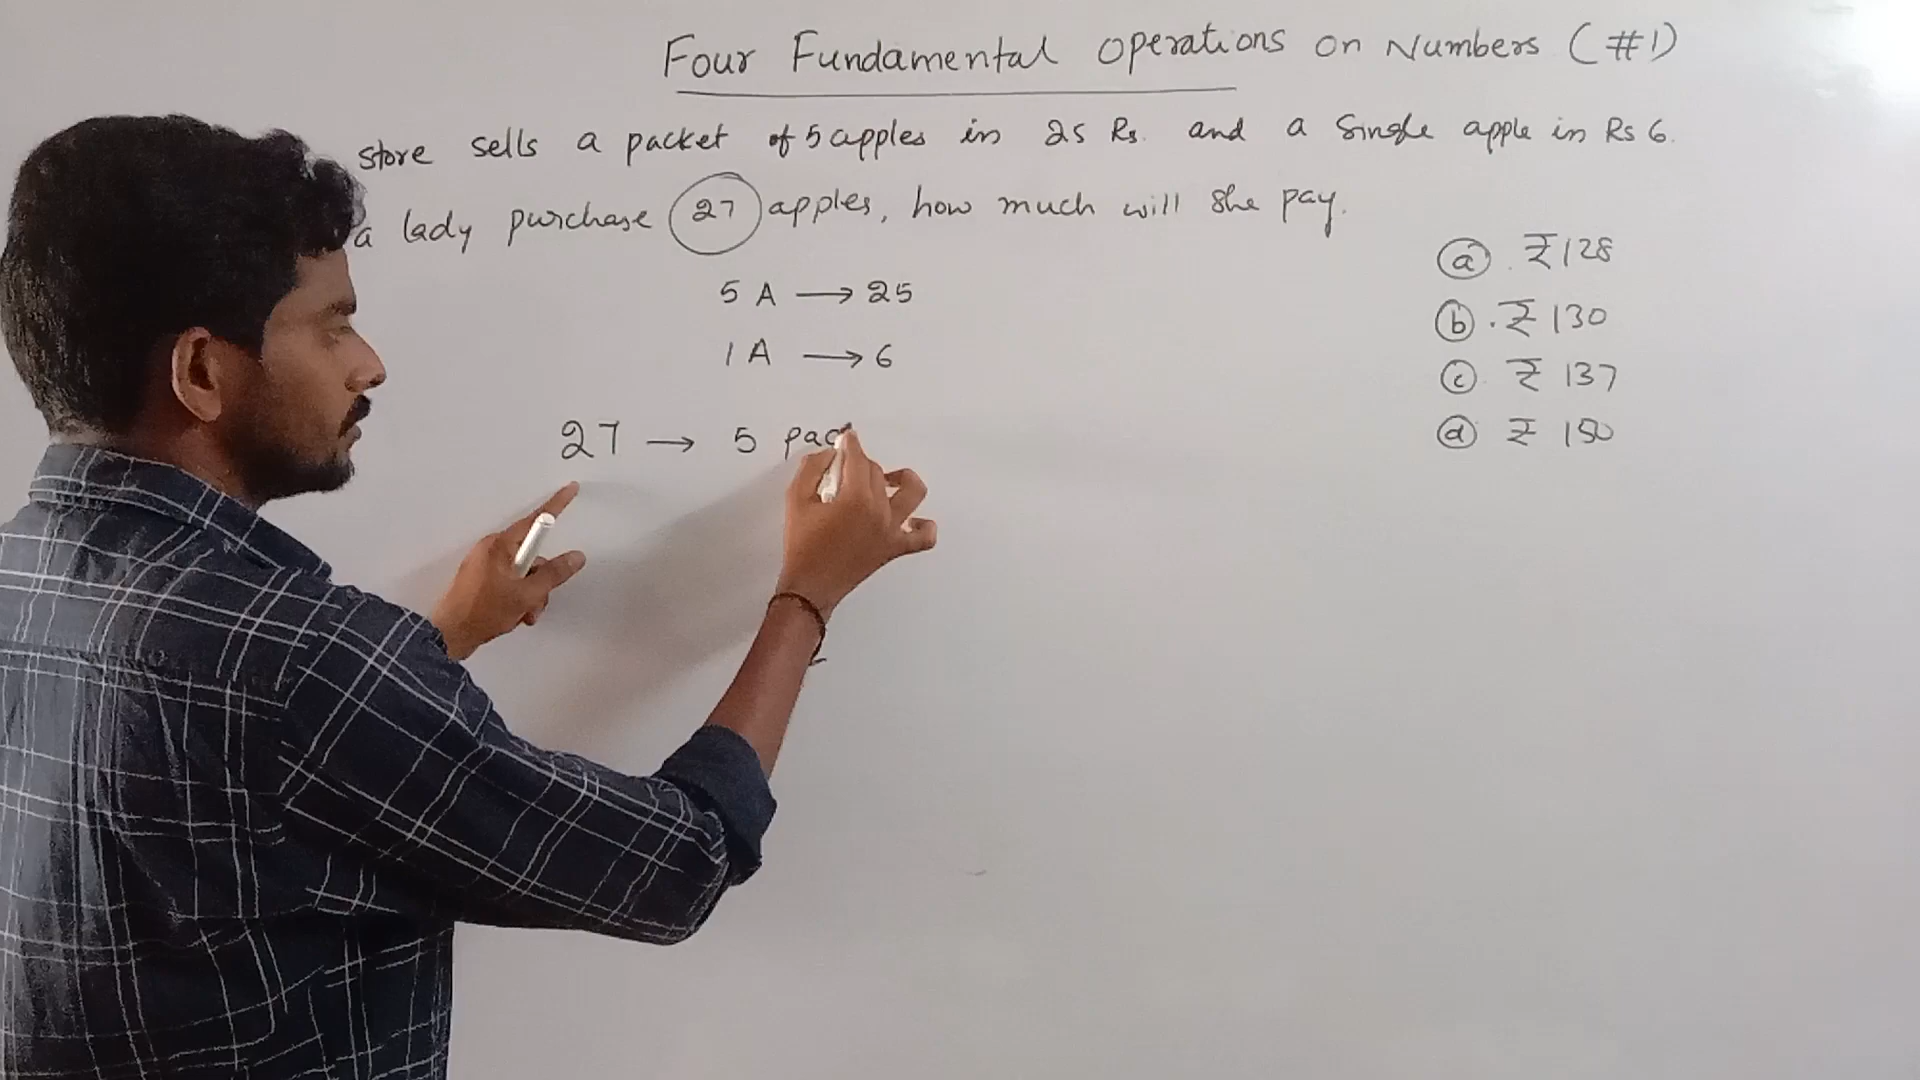 Four Fundamental Operations on Numbers (#1)
store sells a packet of 5 apples in 25 Rs. and a Single apple in Rs 6.
a lady purchase 27 apples, how much will she pay.
5 A → 25
1 A → 6
27 → 5 pac
a. ₹128
b. ₹ 130
c. ₹ 137
d ₹ 150